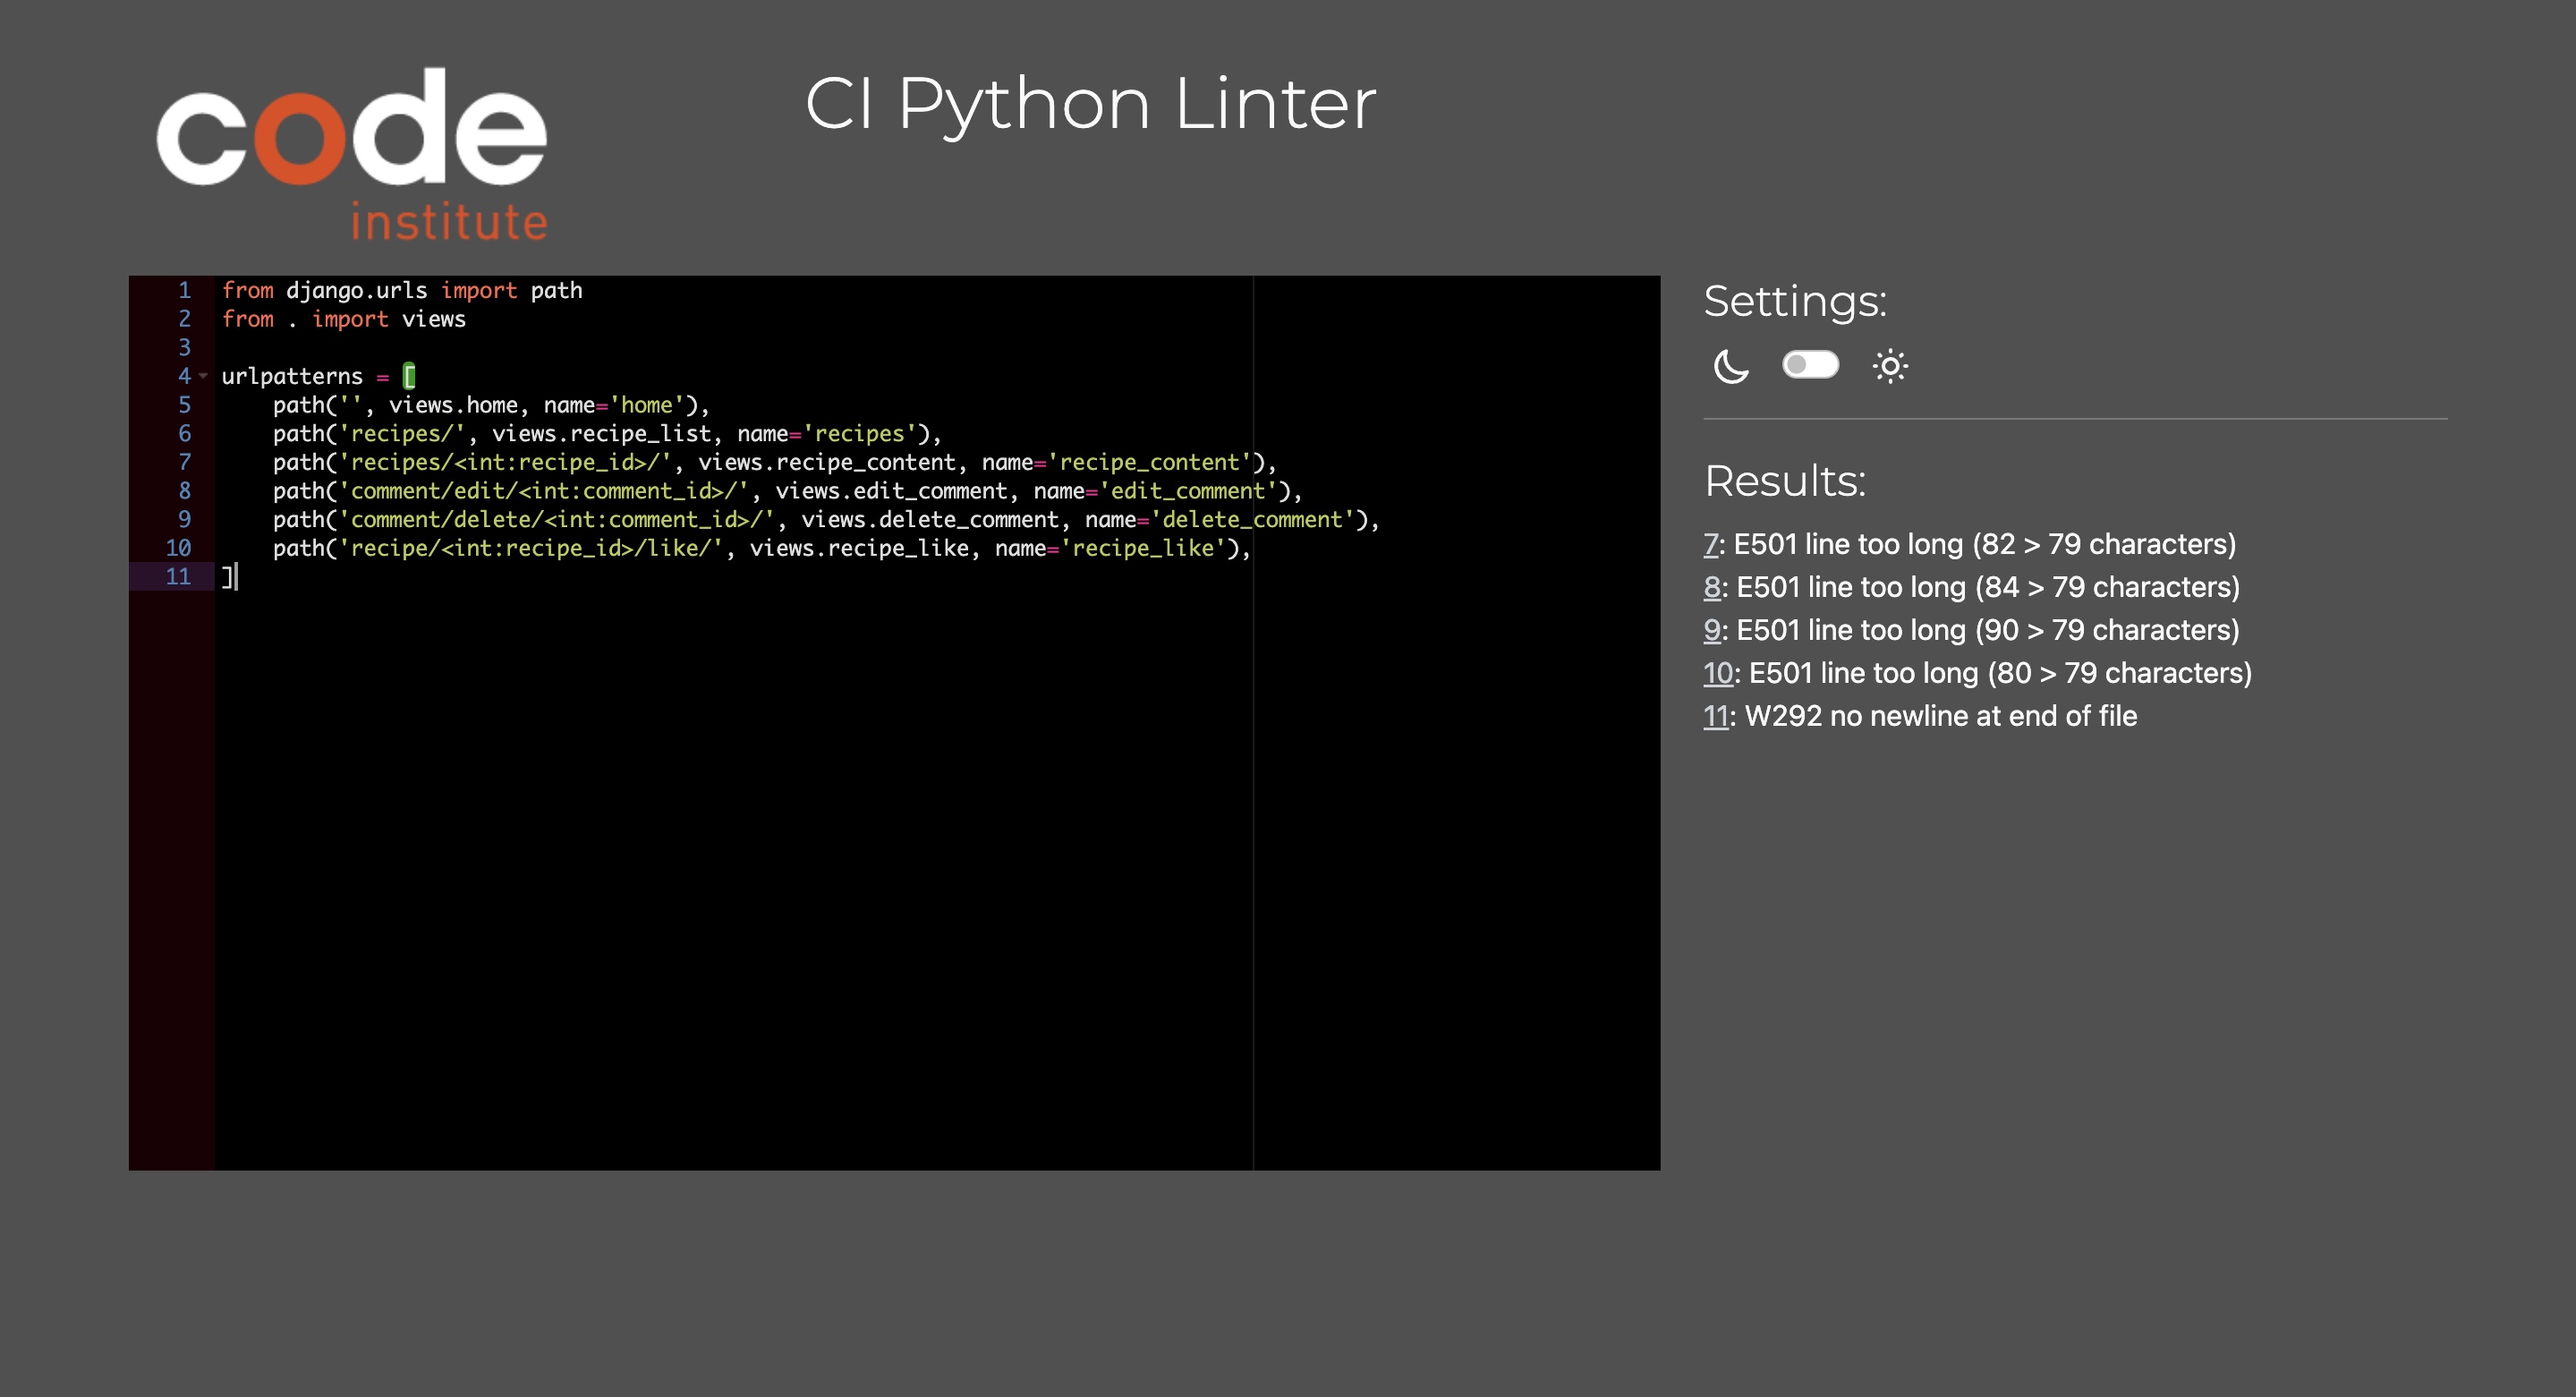 code
institute
CI Python Linter
1 from django.urls import path
2 from . import views
3
4 urlpatterns = [
5     path('', views.home, name='home'),
6     path('recipes/', views.recipe_list, name='recipes'),
7     path('recipes/<int:recipe_id>/', views.recipe_content, name='recipe_content'),
8     path('comment/edit/<int:comment_id>/', views.edit_comment, name='edit_comment'),
9     path('comment/delete/<int:comment_id>/', views.delete_comment, name='delete_comment'),
10     path('recipe/<int:recipe_id>/like/', views.recipe_like, name='recipe_like'),
11 ]
Settings:
Results:
7: E501 line too long (82 > 79 characters)
8: E501 line too long (84 > 79 characters)
9: E501 line too long (90 > 79 characters)
10: E501 line too long (80 > 79 characters)
11: W292 no newline at end of file